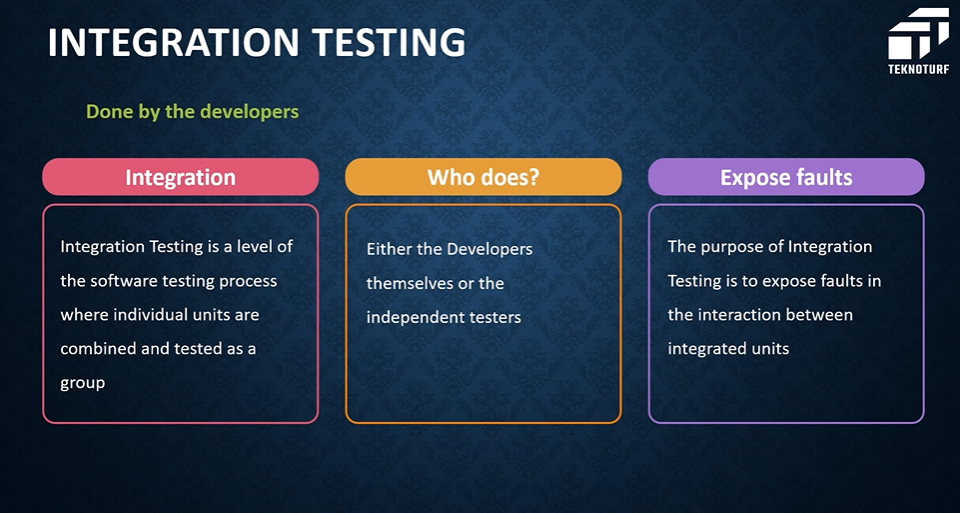 INTEGRATION TESTING
TEKNOTURF
Done by the developers
Integration
Integration Testing is a level of
the software testing process
where individual units are
combined and tested as a
group
Who does?
Either the Developers
themselves or the
independent testers
Expose faults
The purpose of Integration
Testing is to expose faults in
the interaction between
integrated units